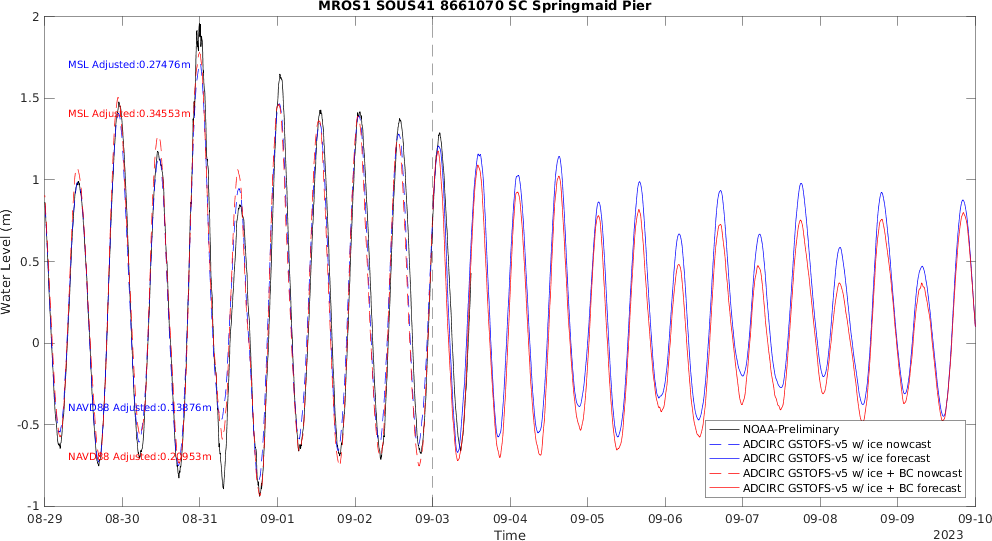 MROS1 SOUS41 8661070 SC Springmaid Pier
2
1.5
1
0.5
0
-0.5
-1
Water Level (m)
MSL Adjusted:0.27476m
MSL Adjusted:0.34553m
NAVD88 Adjusted:0.13876m
NAVD88 Adjusted:0.20953m
NOAA-Preliminary
ADCIRC GSTOFS-v5 w/ ice nowcast
ADCIRC GSTOFS-v5 w/ ice forecast
ADCIRC GSTOFS-v5 w/ ice + BC nowcast
ADCIRC GSTOFS-v5 w/ ice + BC forecast
08-29 08-30 08-31 09-01 09-02 09-03 09-04 09-05 09-06 09-07 09-08 09-09 09-10
Time
2023